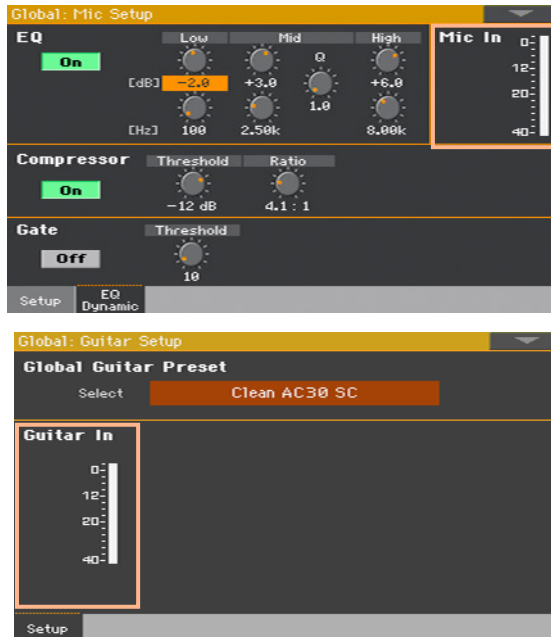 Global: Mic Setup
EQ Low Mid High Mic In
On Q
[dB] -2.0 +3.0 +6.0
1.0
[Hz] 100 2.50k 8.00k
0
12
20
40
Compressor Threshold Ratio
On
-12 dB 4.1 : 1
Gate Threshold
Off
10
Setup EQ Dynamic
Global: Guitar Setup
Global Guitar Preset
Select Clean AC30 SC
Guitar In
0
12
20
40
Setup